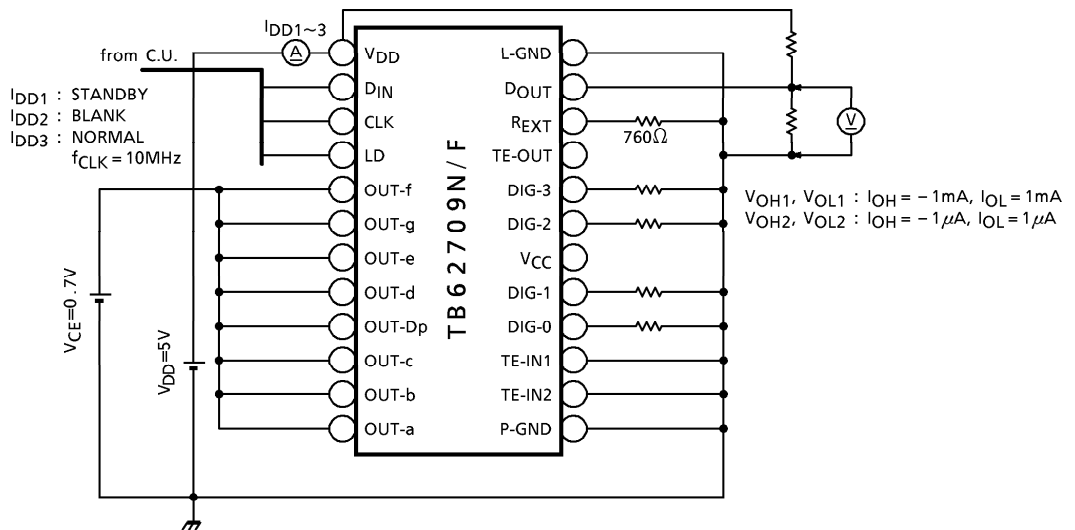 IDD1~3
A
from C.U.
IDD1 : STANDBY
IDD2 : BLANK
IDD3 : NORMAL
fCLK = 10MHz
VCE=0.7V
VDD=5V
VDD
DIN
CLK
LD
OUT-f
OUT-g
OUT-e
OUT-d
OUT-Dp
OUT-c
OUT-b
OUT-a
TB62709N/F
L-GND
DOUT
REXT
TE-OUT
DIG-3
DIG-2
VCC
DIG-1
DIG-0
TE-IN1
TE-IN2
P-GND
760Ω
V
VOH1, VOL1 : IOH = − 1mA, IOL = 1mA
VOH2, VOL2 : IOH = − 1μA, IOL = 1μA